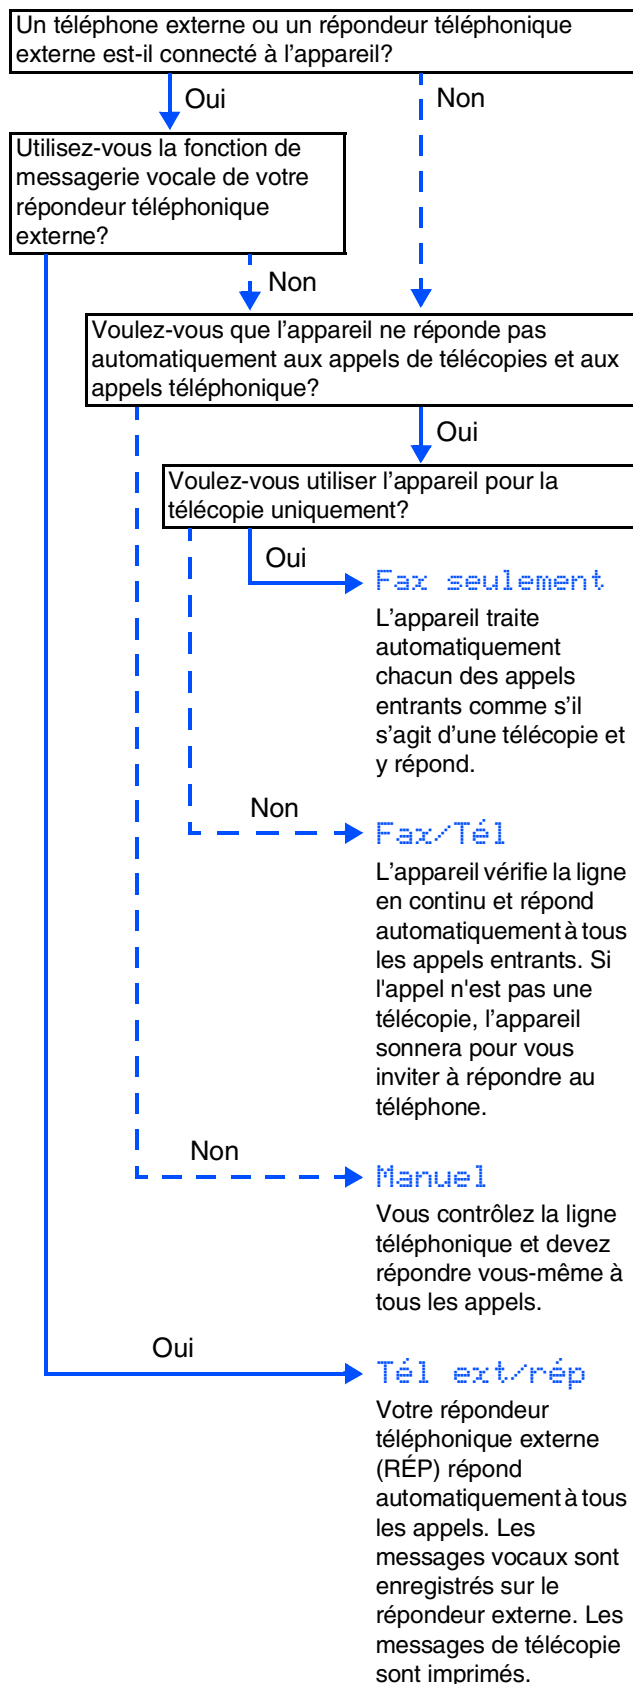 Un téléphone externe ou un répondeur téléphonique
externe est-il connecté à l’appareil?
Oui
Non
Utilisez-vous la fonction de
messagerie vocale de votre
répondeur téléphonique
externe?
Non
Voulez-vous que l’appareil ne réponde pas
automatiquement aux appels de télécopies et aux
appels téléphonique?
Oui
Voulez-vous utiliser l’appareil pour la
télécopie uniquement?
Oui
Fax seulement
L’appareil traite
automatiquement
chacun des appels
entrants comme s’il
s’agit d’une télécopie et
y répond.
Non
Fax/Tél
L’appareil vérifie la ligne
en continu et répond
automatiquement à tous
les appels entrants. Si
l'appel n'est pas une
télécopie, l’appareil
sonnera pour vous
inviter à répondre au
téléphone.
Non
Manuel
Vous contrôlez la ligne
téléphonique et devez
répondre vous-même à
tous les appels.
Oui
Tél ext/rép
Votre répondeur
téléphonique externe
(RÉP) répond
automatiquement à tous
les appels. Les
messages vocaux sont
enregistrés sur le
répondeur externe. Les
messages de télécopie
sont imprimés.